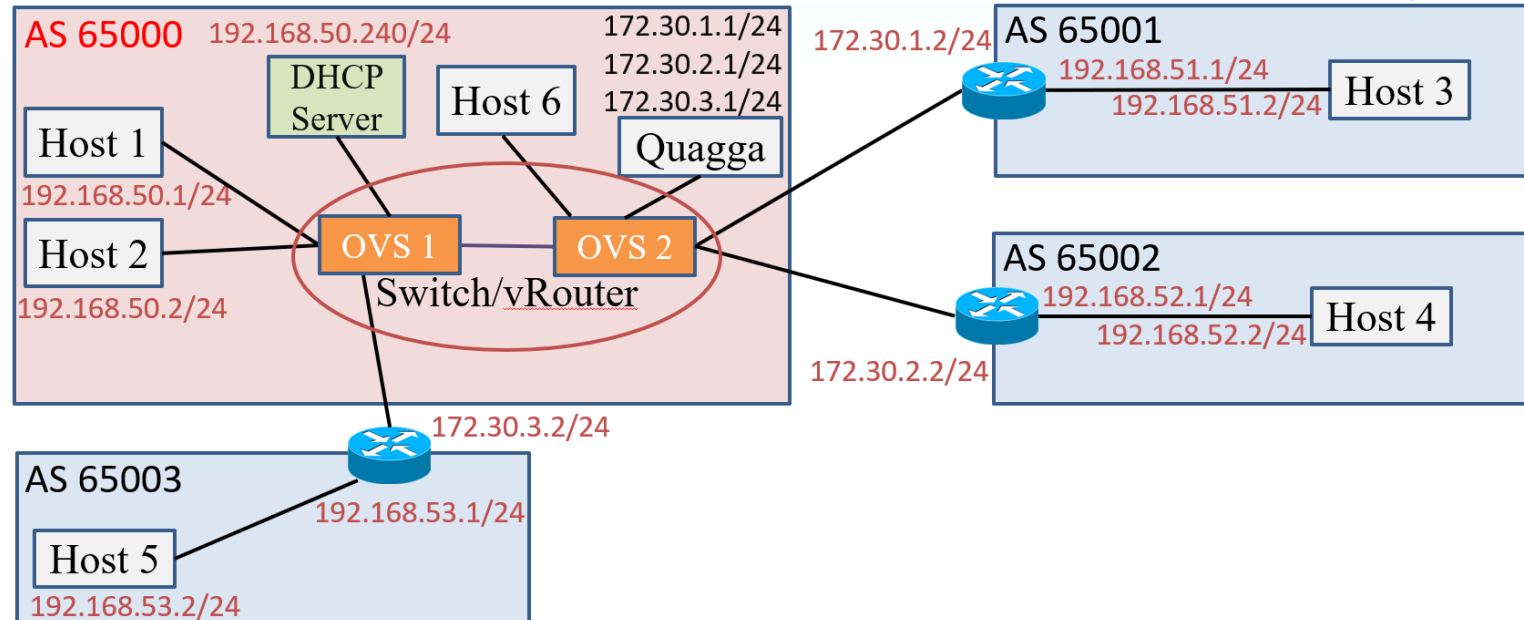 AS 65000
192.168.50.240/24
172.30.1.1/24
172.30.2.1/24
172.30.3.1/24
DHCP
Server
Host 6
Quagga
Host 1
192.168.50.1/24
Host 2
192.168.50.2/24
OVS 1
OVS 2
Switch/vRouter
172.30.1.2/24
AS 65001
192.168.51.1/24
192.168.51.2/24
Host 3
AS 65002
192.168.52.1/24
192.168.52.2/24
Host 4
172.30.2.2/24
172.30.3.2/24
AS 65003
192.168.53.1/24
Host 5
192.168.53.2/24